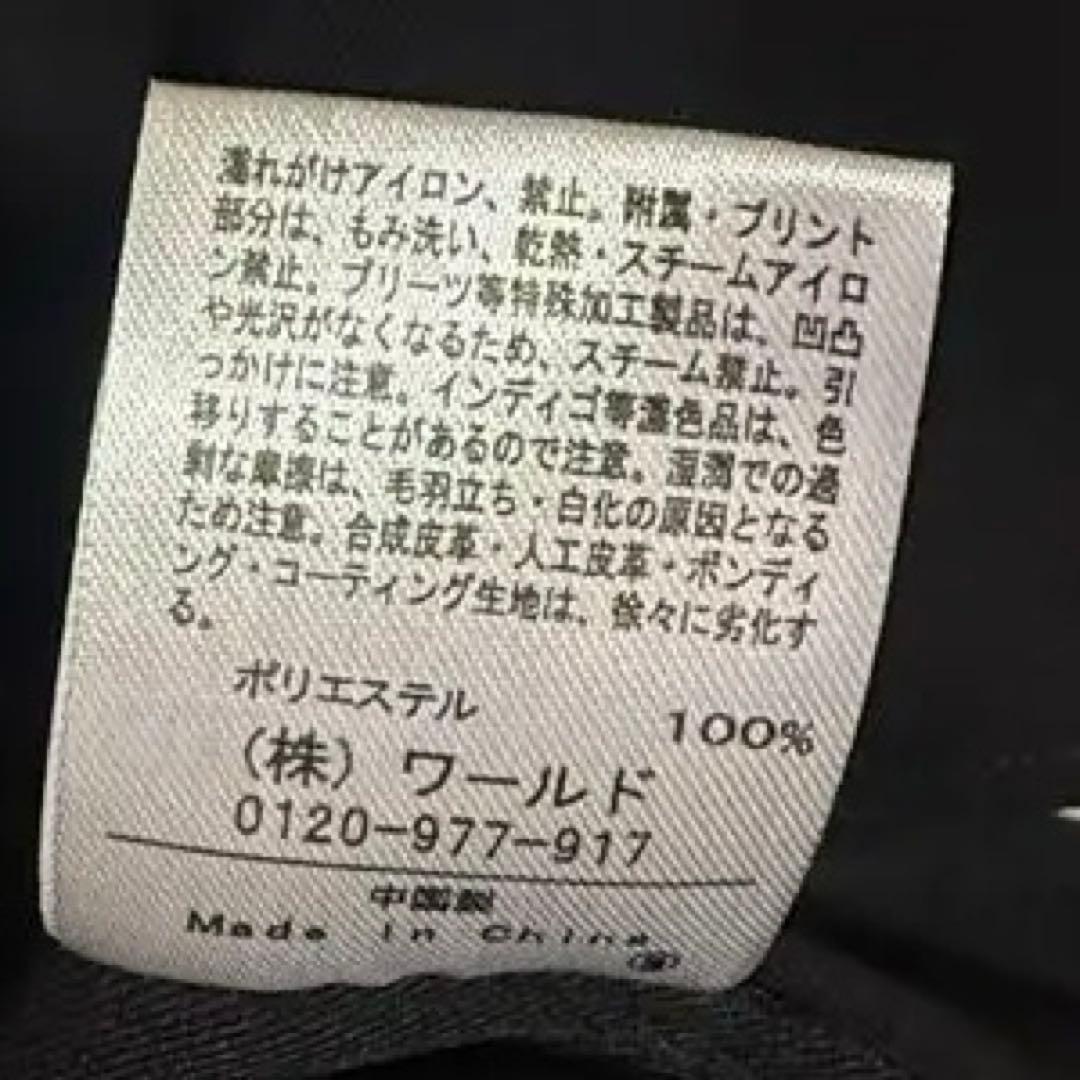 濡れがけアイロン、禁止。附属・プリント
部分は、もみ洗い、乾熱・スチームアイロ
ン禁止。プリーツ等特殊加工製品は、凹凸
や光沢がなくなるため、スチーム禁止。引
っかけに注意。インディゴ等濃色品は、色
移りすることがあるので注意。湿潤での過
剰な摩擦は、毛羽立ち・白化の原因となる
ため注意。合成皮革・人工皮革・ボンディ
ング・コーティング生地は、徐々に劣化す
る。
ポリエステル 100%
(株) ワールド
0120-977-917
中国製
Made in China